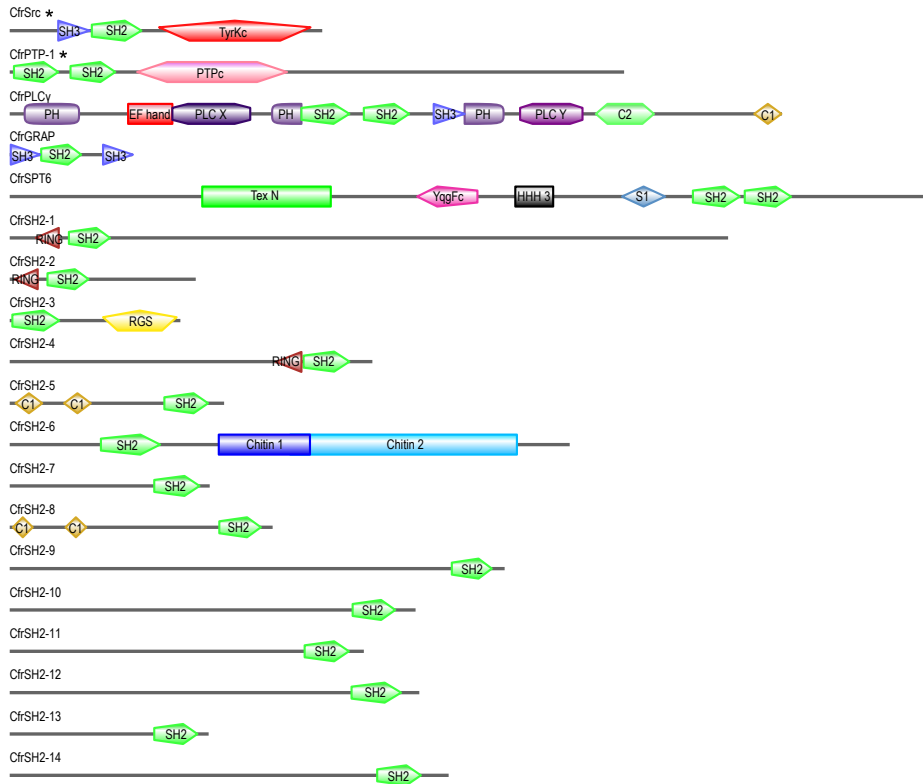 CfrSrc *
SH3 SH2 TyrKc
CfrPTP-1 *
SH2 SH2 PTPc
CfrPLCγ
PH EF hand PLC X PH SH2 SH2 SH3 PH PLC Y C2 C1
CfrGRAP
SH3 SH2 SH3
CfrSPT6
Tex N YqgFc HHH 3 S1 SH2 SH2
CfrSH2-1
RING SH2
CfrSH2-2
RING SH2
CfrSH2-3
SH2 RGS
CfrSH2-4
RING SH2
CfrSH2-5
C1 C1 SH2
CfrSH2-6
SH2 Chitin 1 Chitin 2
CfrSH2-7
SH2
CfrSH2-8
C1 C1 SH2
CfrSH2-9
SH2
CfrSH2-10
SH2
CfrSH2-11
SH2
CfrSH2-12
SH2
CfrSH2-13
SH2
CfrSH2-14
SH2